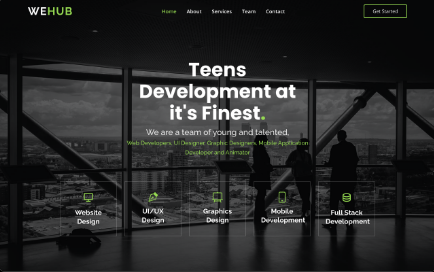 WEHUB
Home About Services Team Contact
Get Started
Teens
Development at
it's Finest.
We are a team of young and talented,
Web Developers, UI Designer, Graphic Designers, Mobile Application
Developer and Animator
Website
Design
UI/UX
Design
Graphics
Design
Mobile
Development
Full Stack
Development